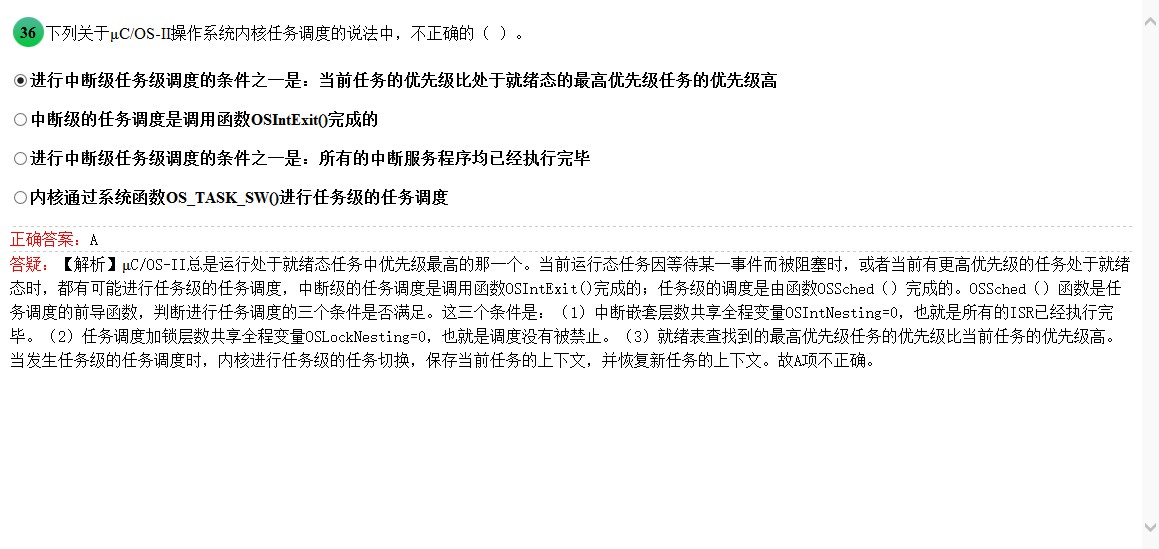 36 下列关于μC/OS-II操作系统内核任务调度的说法中，不正确的（ ）。
进行中断级任务级调度的条件之一是：当前任务的优先级比处于就绪态的最高优先级任务的优先级高
中断级的任务调度是调用函数OSIntExit()完成的
进行中断级任务级调度的条件之一是：所有的中断服务程序均已经执行完毕
内核通过系统函数OS_TASK_SW()进行任务级的任务调度
正确答案：A
答疑：【解析】μC/OS-II总是运行处于就绪态任务中优先级最高的那一个。当前运行态任务因等待某一事件而被阻塞时，或者当前有更高优先级的任务处于就绪
态时，都有可能进行任务级的任务调度，中断级的任务调度是调用函数OSIntExit()完成的；任务级的调度是由函数OSSched（）完成的。OSSched（）函数是任
务调度的前导函数，判断进行任务调度的三个条件是否满足。这三个条件是：（1）中断嵌套层数共享全程变量OSIntNesting=0，也就是所有的ISR已经执行完
毕。（2）任务调度加锁层数共享全程变量OSLockNesting=0，也就是调度没有被禁止。（3）就绪表查找到的最高优先级任务的优先级比当前任务的优先级高。
当发生任务级的任务调度时，内核进行任务级的任务切换，保存当前任务的上下文，并恢复新任务的上下文。故A项不正确。